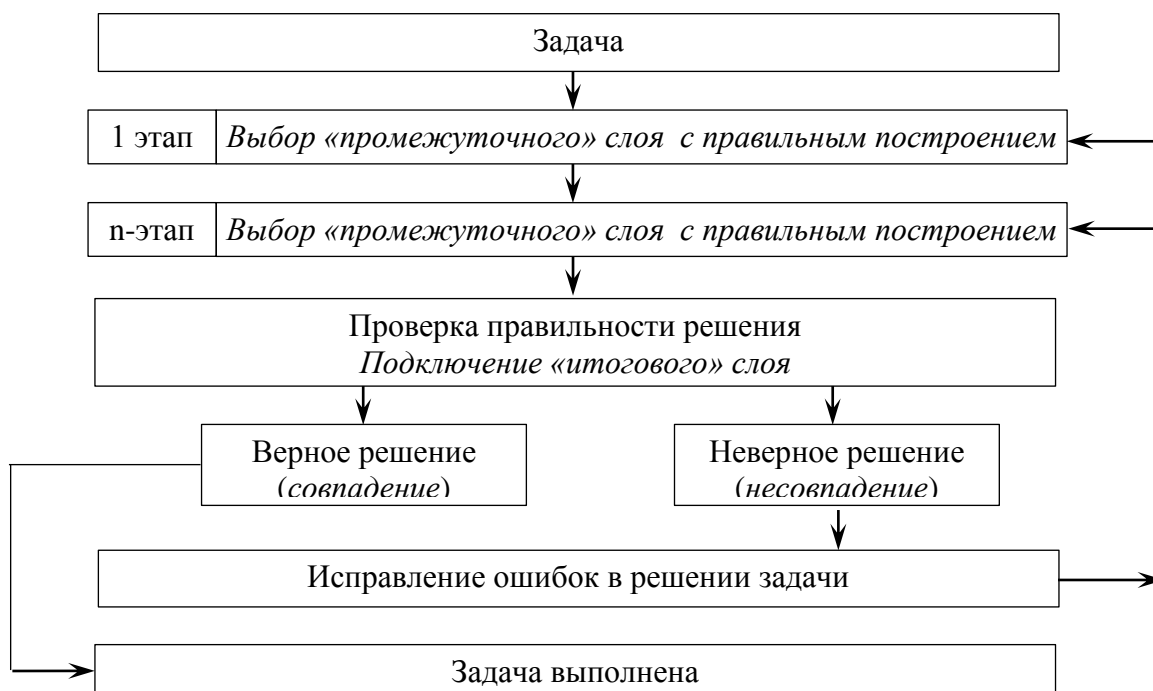 Задача
1 этап Выбор «промежуточного» слоя с правильным построением
n-этап Выбор «промежуточного» слоя с правильным построением
Проверка правильности решения
Подключение «итогового» слоя
Верное решение
(совпадение)
Неверное решение
(несовпадение)
Исправление ошибок в решении задачи
Задача выполнена